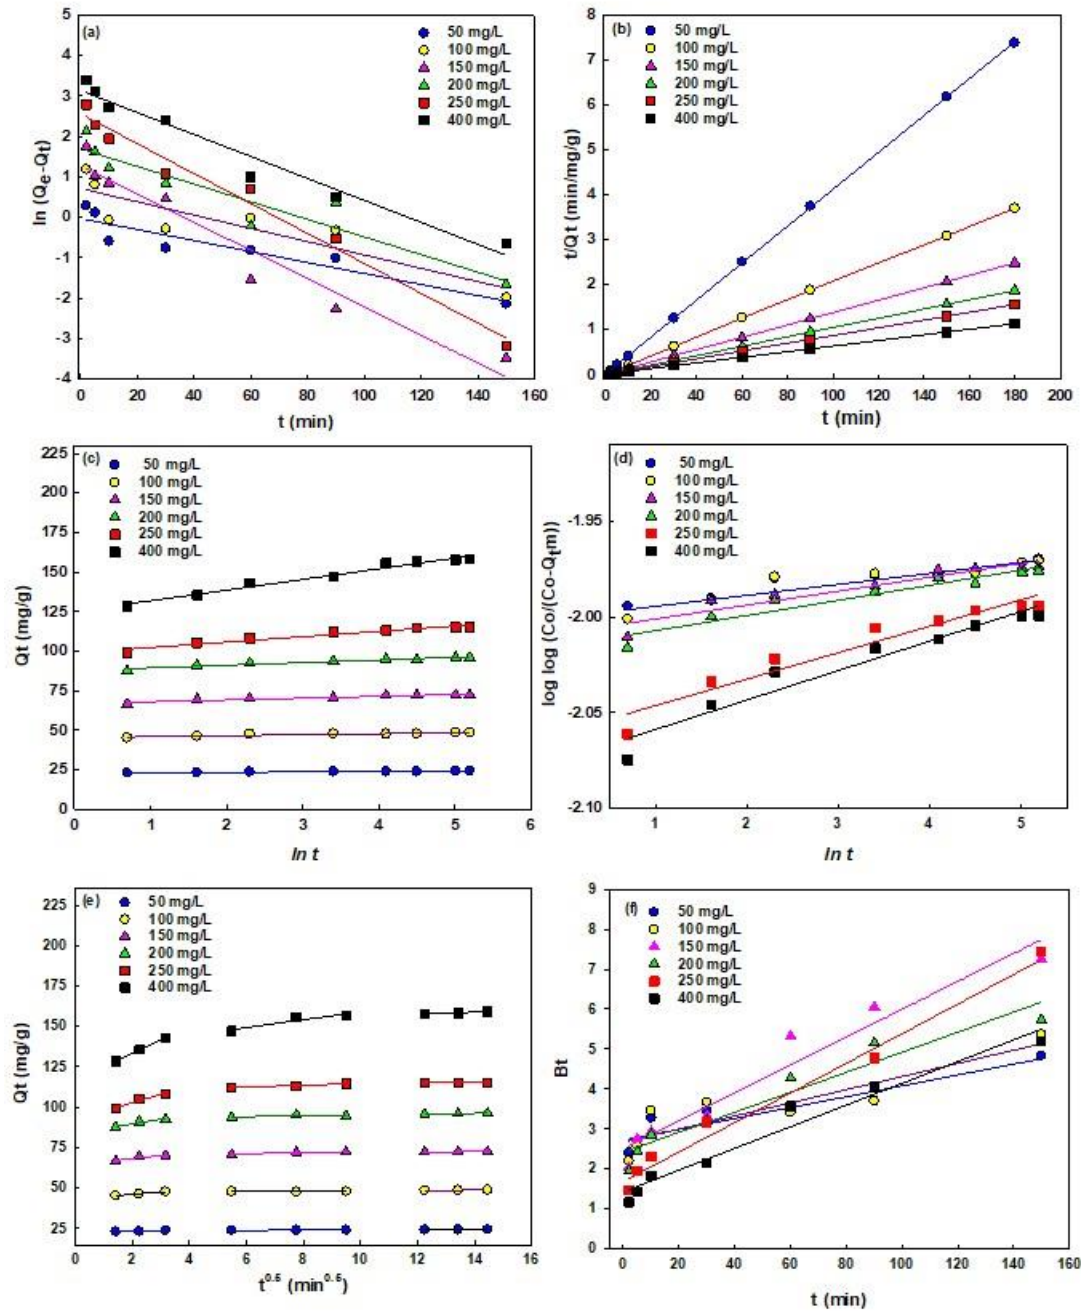 (a)
50 mg/L
100 mg/L
150 mg/L
200 mg/L
250 mg/L
400 mg/L
5
4
3
2
1
0
-1
-2
-3
-4
ln (Qe-Qt)
0 20 40 60 80 100 120 140 160
t (min)
(b)
50 mg/L
100 mg/L
150 mg/L
200 mg/L
250 mg/L
400 mg/L
8
7
6
5
4
3
2
1
0
t/Qt (min/mg/g)
0 20 40 60 80 100 120 140 160 180 200
t (min)
(c)
50 mg/L
100 mg/L
150 mg/L
200 mg/L
250 mg/L
400 mg/L
225
200
175
150
125
100
75
50
25
0
Qt (mg/g)
0 1 2 3 4 5 6
ln t
(d)
50 mg/L
100 mg/L
150 mg/L
200 mg/L
250 mg/L
400 mg/L
-1.95
-2.00
-2.05
-2.10
log log (Co/(Co-Qtm))
1 2 3 4 5
ln t
(e)
50 mg/L
100 mg/L
150 mg/L
200 mg/L
250 mg/L
400 mg/L
225
200
175
150
125
100
75
50
25
Qt (mg/g)
0 2 4 6 8 10 12 14 16
t0.5 (min0.5)
(f)
50 mg/L
100 mg/L
150 mg/L
200 mg/L
250 mg/L
400 mg/L
9
8
7
6
5
4
3
2
1
0
Bt
0 20 40 60 80 100 120 140 160
t (min)